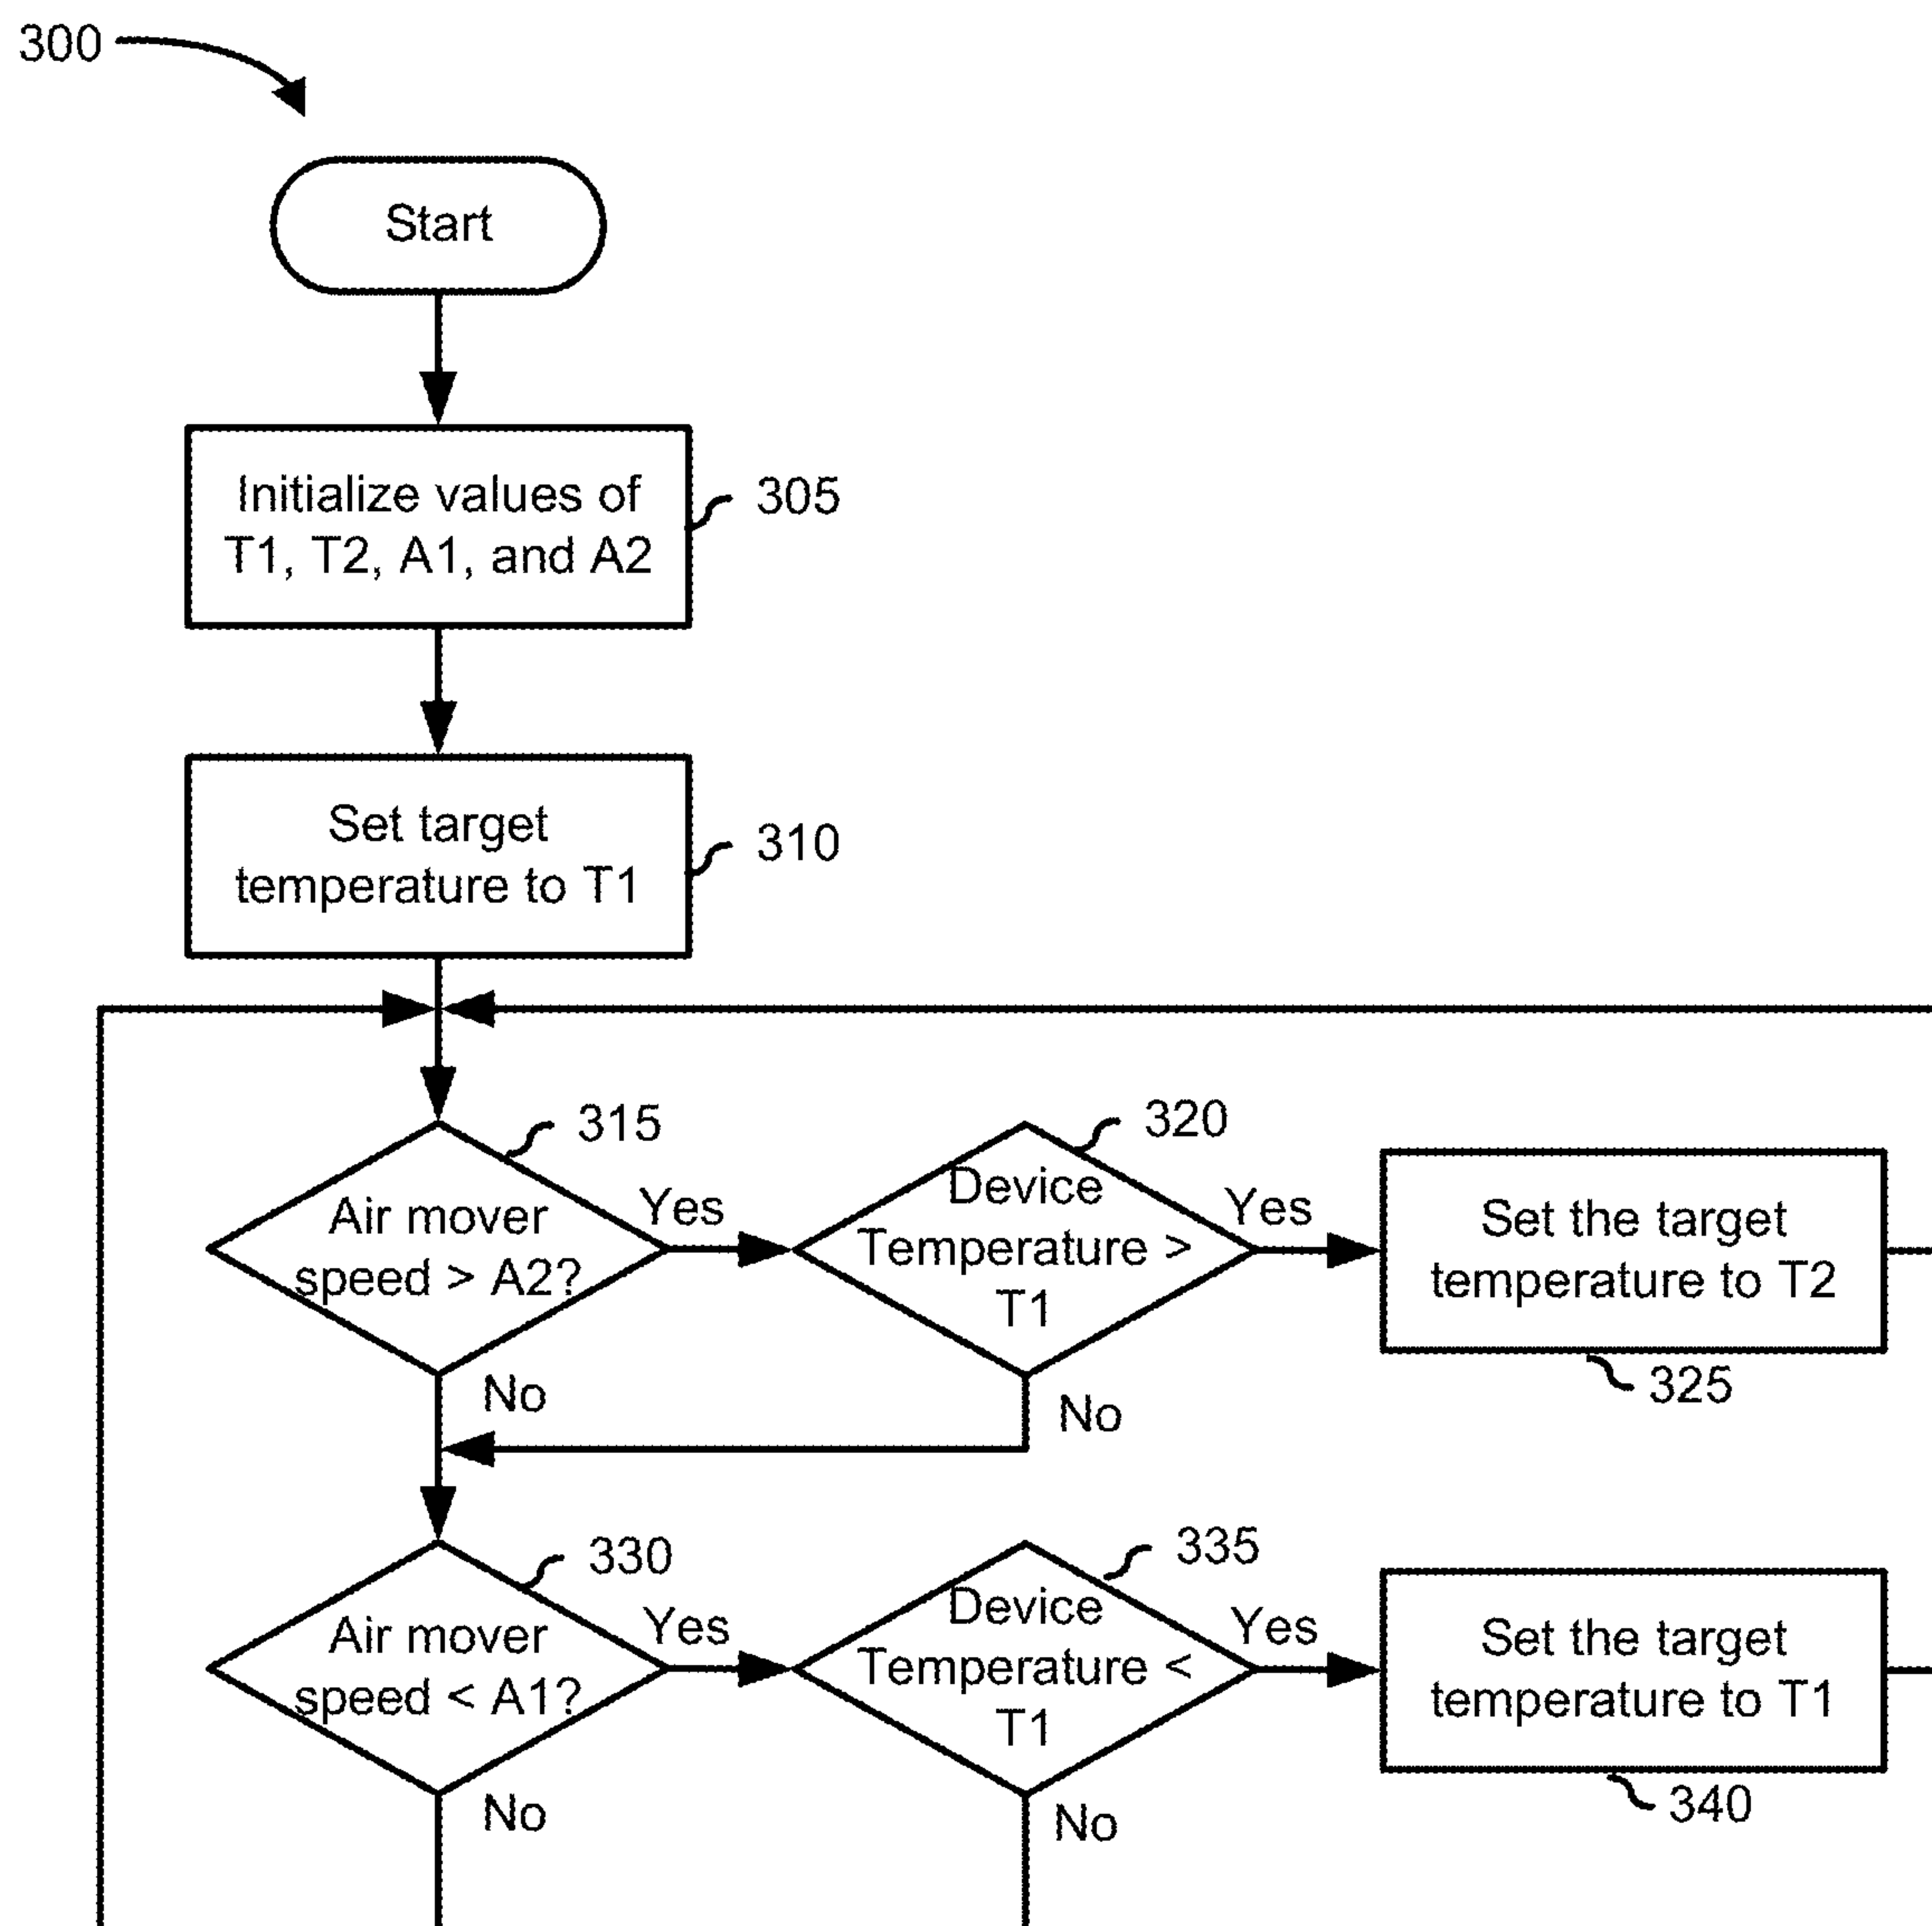 300
Start
Initialize values of
T1, T2, A1, and A2
305
Set target
temperature to T1
310
315
Air mover
speed > A2?
Yes
No
320
Device
Temperature >
T1
Yes
No
Set the target
temperature to T2
325
330
Air mover
speed < A1?
Yes
No
335
Device
Temperature <
T1
Yes
No
Set the target
temperature to T1
340